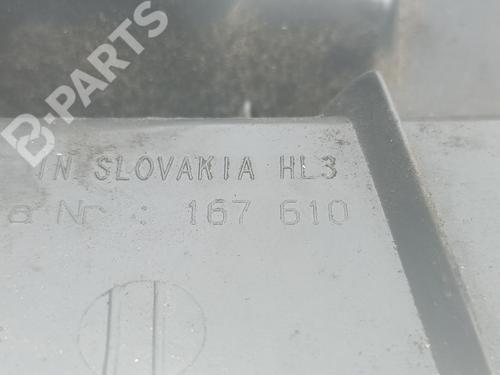 B-PARTS
IN SLOVAKIA HL3
a Nr : 167 610